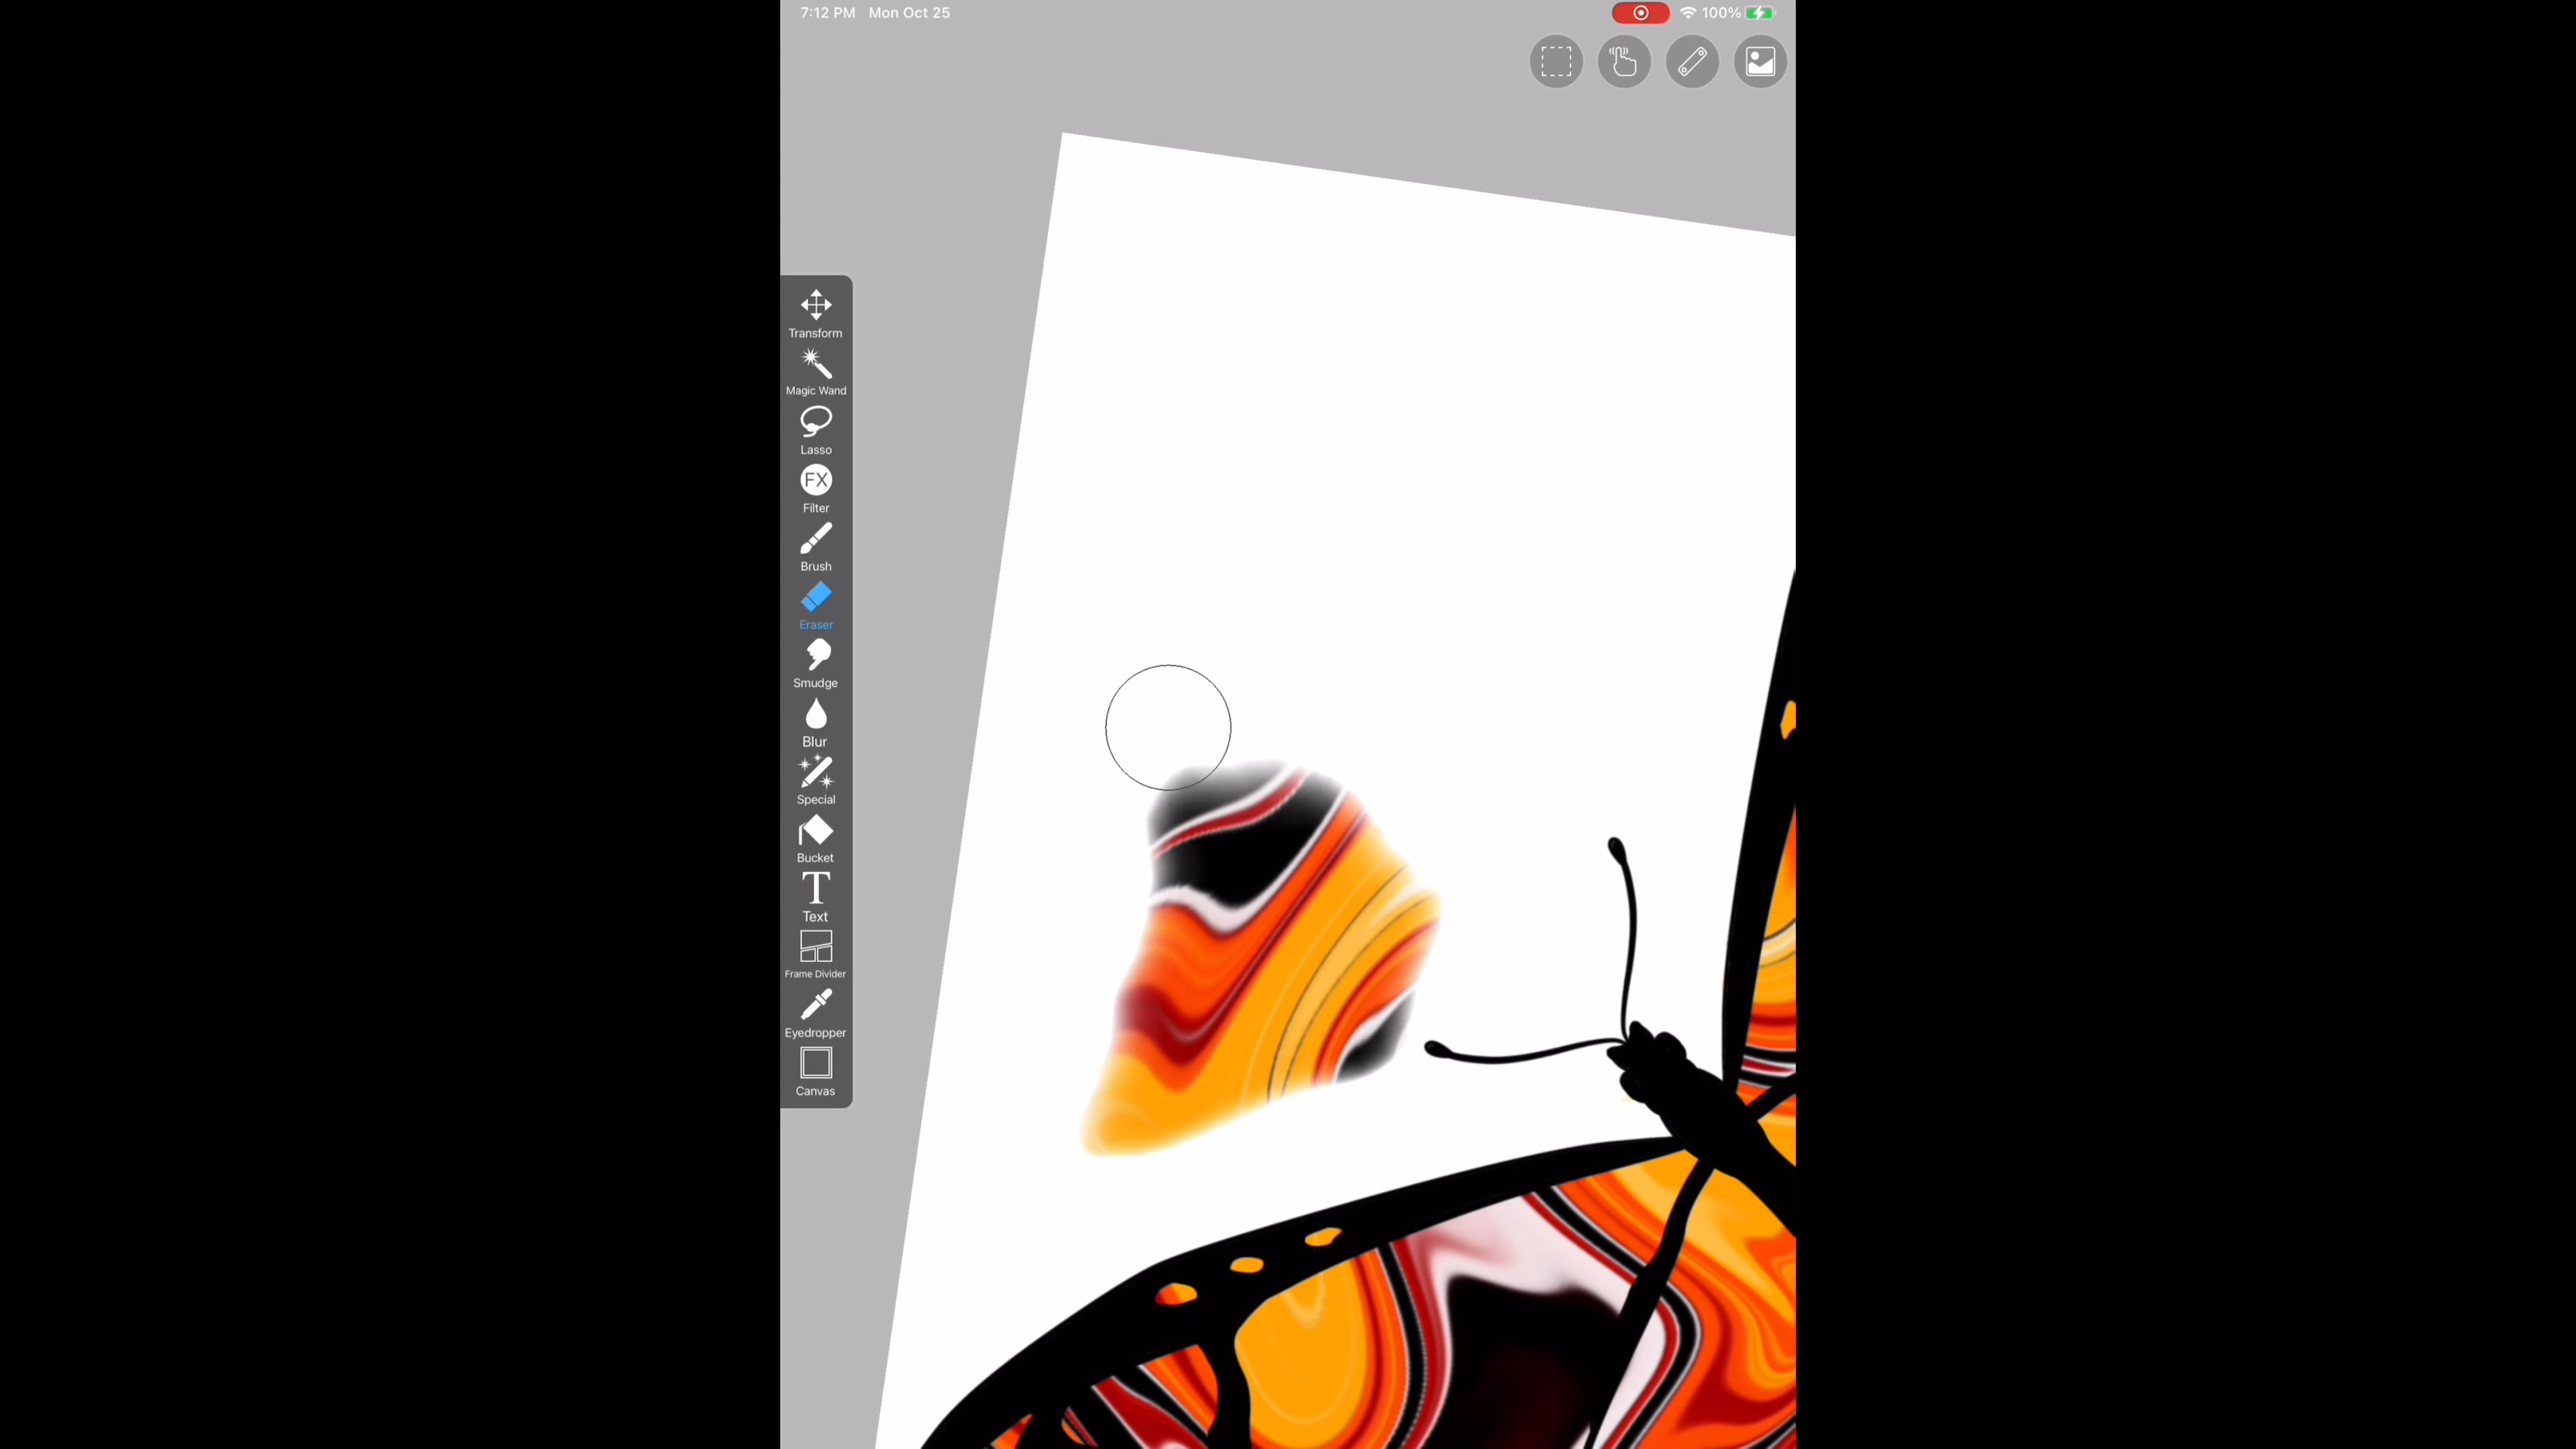 7:12 PM Mon Oct 25
100%
Transform
Magic Wand
Lasso
FX
Filter
Brush
Eraser
Smudge
Blur
Special
Bucket
T
Text
Frame Divider
Eyedropper
Canvas